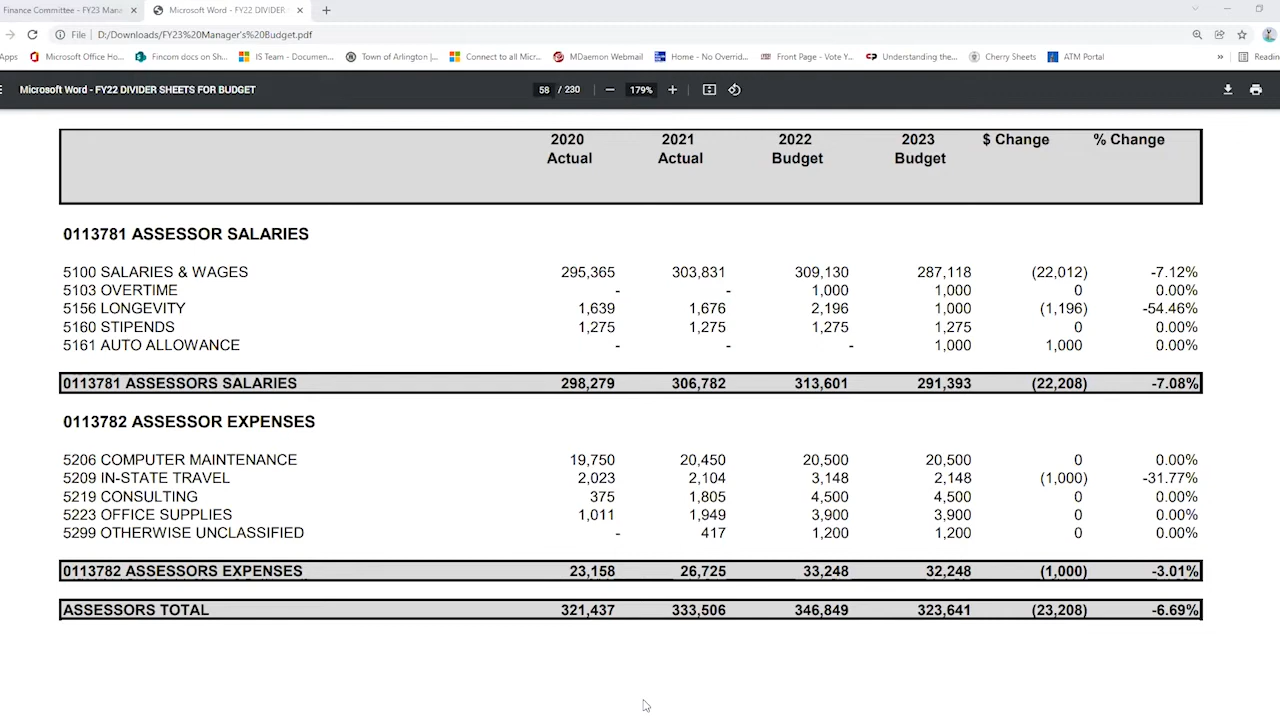 Finance Committee - FY23 Mana
Microsoft Word - FY22 DIVIDER
File D:/Downloads/FY23%20Manager's%20Budget.pdf
Apps Microsoft Office Ho... Fincom docs on Sh... IS Team - Documen... Town of Arlington |... Connect to all Micr... MDaemon Webmail Home - No Overrid... Front Page - Vote Y... Understanding the... Cherry Sheets ATM Portal » Readin
Microsoft Word - FY22 DIVIDER SHEETS FOR BUDGET 58 / 230 179%
2020 2021 2022 2023 $ Change % Change
Actual Actual Budget Budget
0113781 ASSESSOR SALARIES
5100 SALARIES & WAGES 295,365 303,831 309,130 287,118 (22,012) -7.12%
5103 OVERTIME - - 1,000 1,000 0 0.00%
5156 LONGEVITY 1,639 1,676 2,196 1,000 (1,196) -54.46%
5160 STIPENDS 1,275 1,275 1,275 1,275 0 0.00%
5161 AUTO ALLOWANCE - - - 1,000 1,000 0.00%
0113781 ASSESSORS SALARIES 298,279 306,782 313,601 291,393 (22,208) -7.08%
0113782 ASSESSOR EXPENSES
5206 COMPUTER MAINTENANCE 19,750 20,450 20,500 20,500 0 0.00%
5209 IN-STATE TRAVEL 2,023 2,104 3,148 2,148 (1,000) -31.77%
5219 CONSULTING 375 1,805 4,500 4,500 0 0.00%
5223 OFFICE SUPPLIES 1,011 1,949 3,900 3,900 0 0.00%
5299 OTHERWISE UNCLASSIFIED - 417 1,200 1,200 0 0.00%
0113782 ASSESSORS EXPENSES 23,158 26,725 33,248 32,248 (1,000) -3.01%
ASSESSORS TOTAL 321,437 333,506 346,849 323,641 (23,208) -6.69%